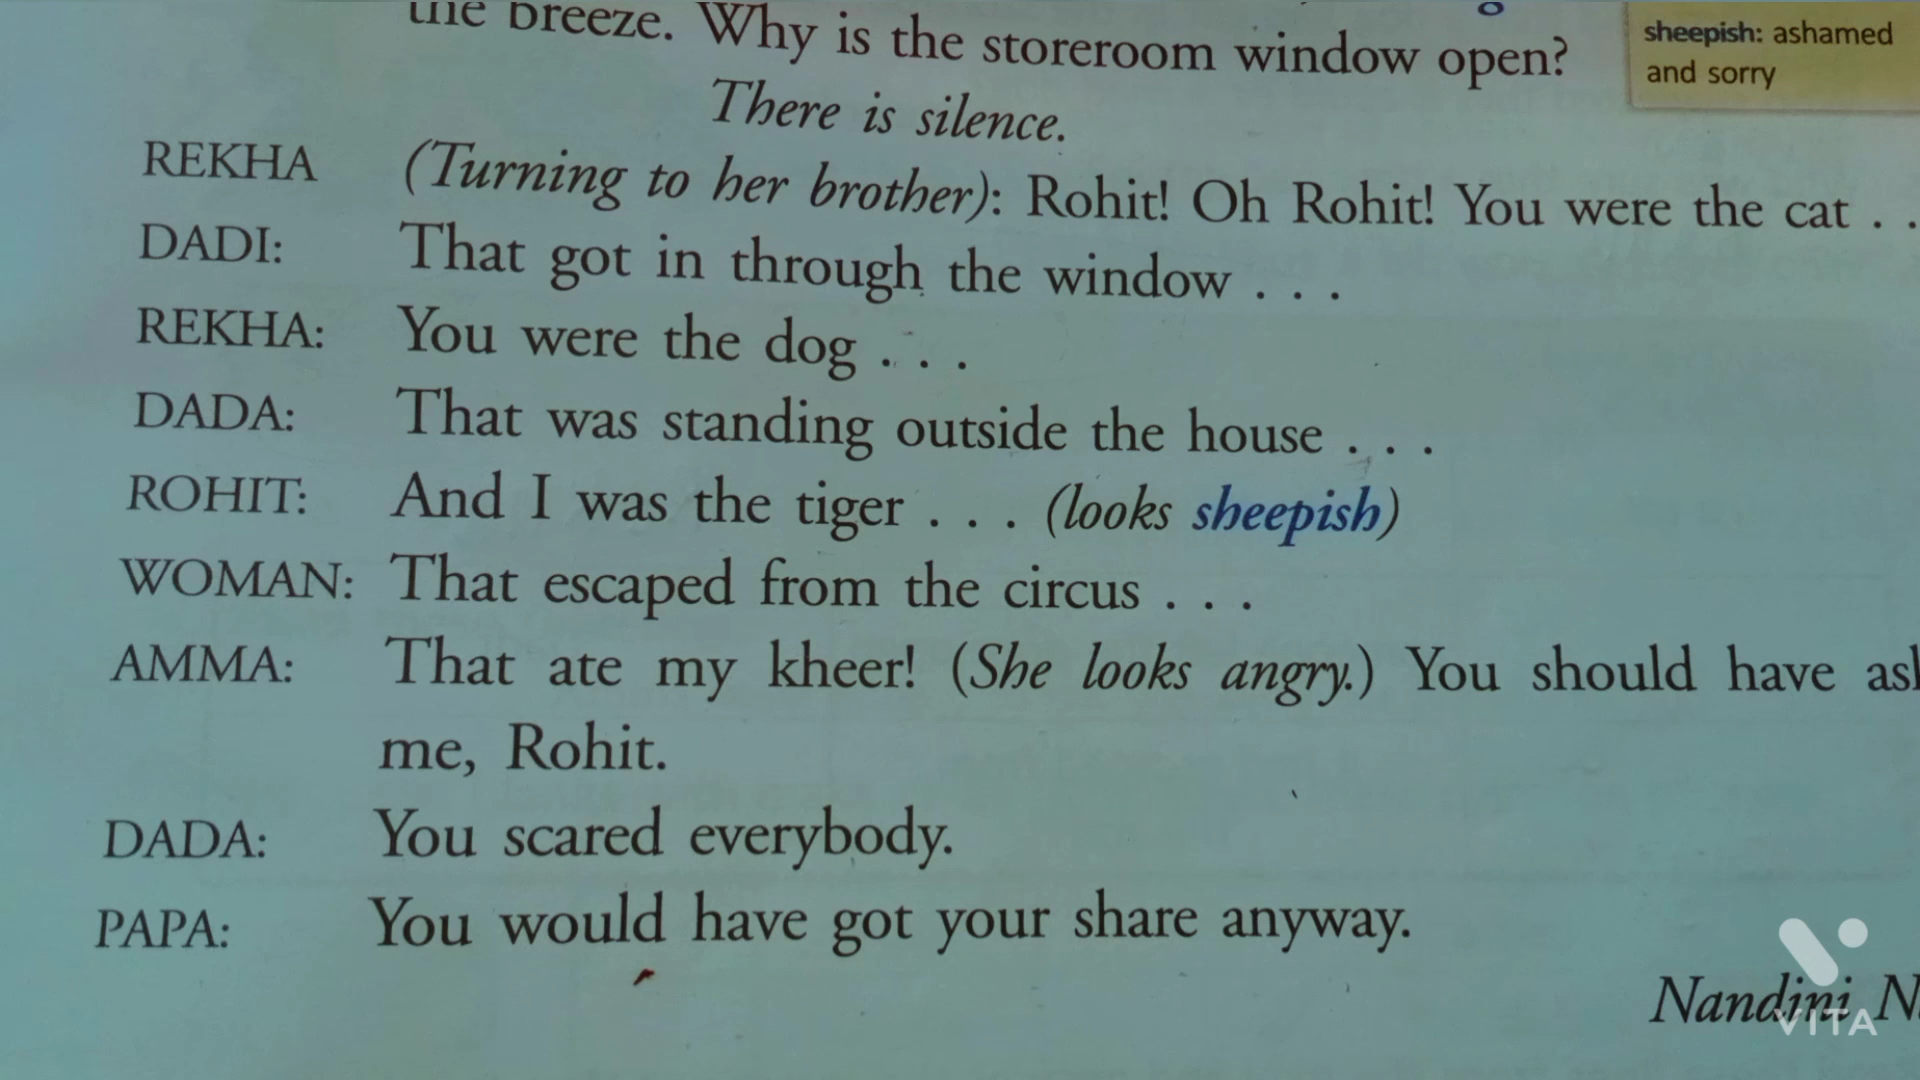 the breeze. Why is the storeroom window open?
sheepish: ashamed
and sorry
There is silence.
REKHA (Turning to her brother): Rohit! Oh Rohit! You were the cat . .
DADI: That got in through the window . . .
REKHA: You were the dog . . .
DADA: That was standing outside the house . . .
ROHIT: And I was the tiger . . . (looks sheepish)
WOMAN: That escaped from the circus . . .
AMMA: That ate my kheer! (She looks angry.) You should have
me, Rohit.
DADA: You scared everybody.
PAPA: You would have got your share anyway.
Nandini
VITA